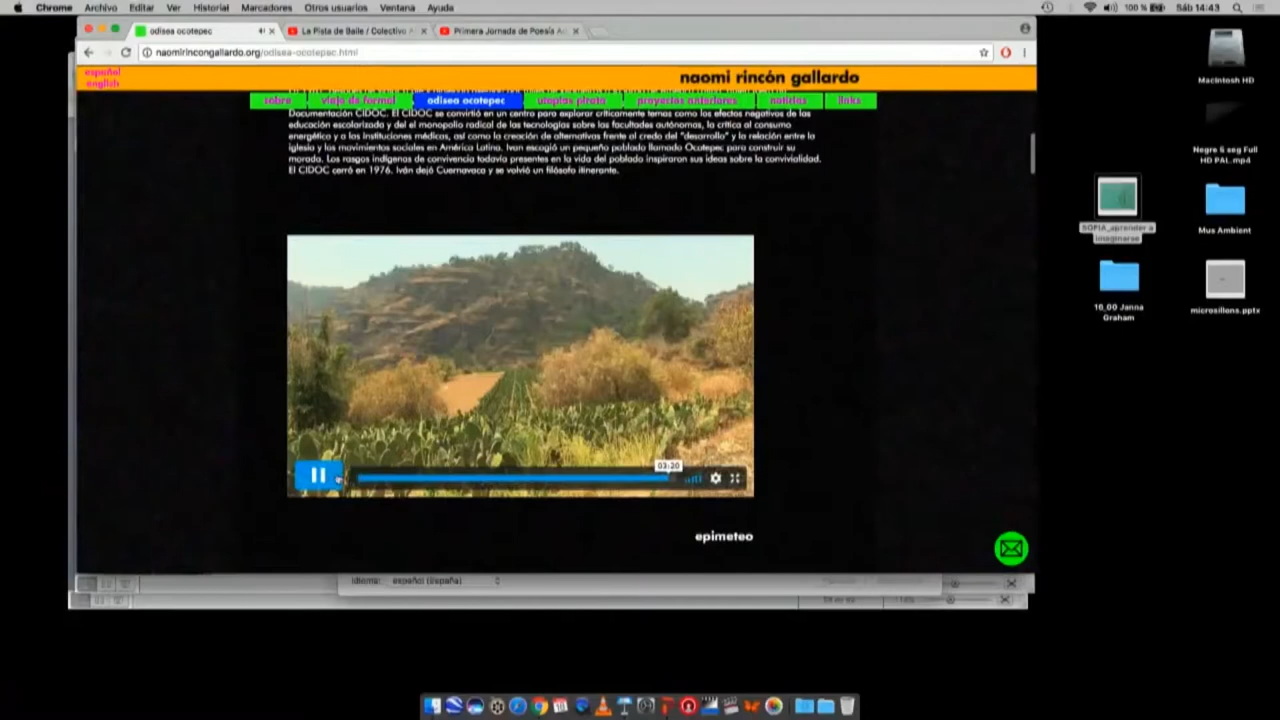 Chrome Archivo Editar Ver Historial Marcadores Otros usuarios Ventana Ayuda
100 % Sáb 14:43
odisea ocotepec
La Pista de Baile / Colectivo
Primera Jornada de Poesía
naomirincongallardo.org/odisea-ocotepec.html
español
english
naomi rincón gallardo
sobre viaje de formol odisea ocotepec utopías pirata proyectos anteriores noticias links
Documentación CIDOC. El CIDOC se convirtió en un centro para explorar críticamente temas como los efectos negativos de la
educación escolarizada y del monopolio radical de las tecnologías sobre las facultades autónomas, la crítica al consumo
energético y a las instituciones médicas, así como la creación de alternativas frente al credo del "desarrollo" y la relación entre la
iglesia y los movimientos sociales en América Latina. Ivan escogió un pequeño poblado llamado Ocotepec para construir su
morada. Los rasgos indígenas de convivencia todavía presentes en la vida del poblado inspiraron sus ideas sobre la convivialidad.
El CIDOC cerró en 1976. Iván dejó Cuernavaca y se volvió un filósofo itinerante.
03:20
epimeteo
Idioma: español (España)
Macintosh HD
Negre 5 seg Full
HD PAL.mp4
SOFIA_aprender a
imaginarse
Mus Ambient
16_00 Janna
Graham
microsillons.pptx